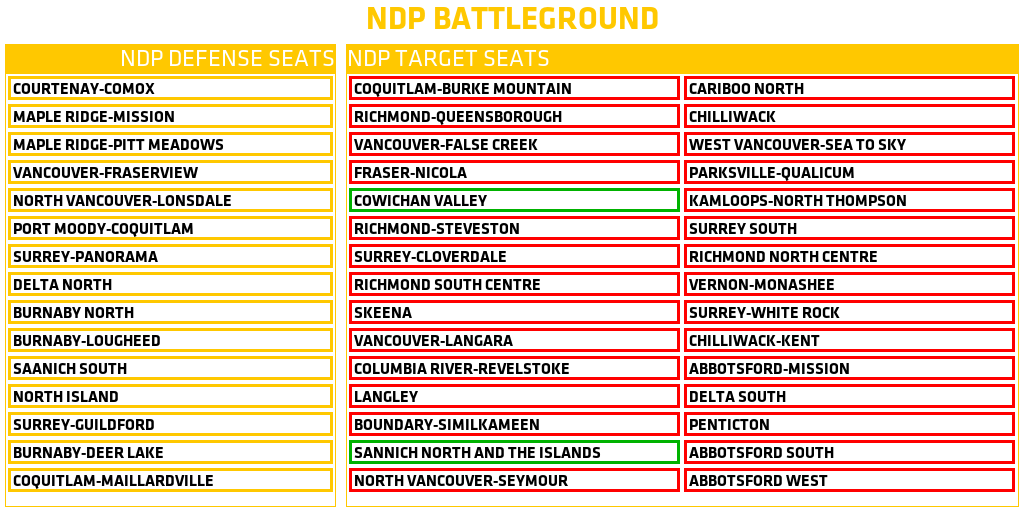 NDP BATTLEGROUND
NDP DEFENSE SEATS
COURTENAY-COMOX
MAPLE RIDGE-MISSION
MAPLE RIDGE-PITT MEADOWS
VANCOUVER-FRASERVIEW
NORTH VANCOUVER-LONSDALE
PORT MOODY-COQUITLAM
SURREY-PANORAMA
DELTA NORTH
BURNABY NORTH
BURNABY-LOUGHEED
SAANICH SOUTH
NORTH ISLAND
SURREY-GUILDFORD
BURNABY-DEER LAKE
COQUITLAM-MAILLARDVILLE
NDP TARGET SEATS
COQUITLAM-BURKE MOUNTAIN
RICHMOND-QUEENSBOROUGH
VANCOUVER-FALSE CREEK
FRASER-NICOLA
COWICHAN VALLEY
RICHMOND-STEVESTON
SURREY-CLOVERDALE
RICHMOND SOUTH CENTRE
SKEENA
VANCOUVER-LANGARA
COLUMBIA RIVER-REVELSTOKE
LANGLEY
BOUNDARY-SIMILKAMEEN
SANNICH NORTH AND THE ISLANDS
NORTH VANCOUVER-SEYMOUR
CARIBOO NORTH
CHILLIWACK
WEST VANCOUVER-SEA TO SKY
PARKSVILLE-QUALICUM
KAMLOOPS-NORTH THOMPSON
SURREY SOUTH
RICHMOND NORTH CENTRE
VERNON-MONASHEE
SURREY-WHITE ROCK
CHILLIWACK-KENT
ABBOTSFORD-MISSION
DELTA SOUTH
PENTICTON
ABBOTSFORD SOUTH
ABBOTSFORD WEST